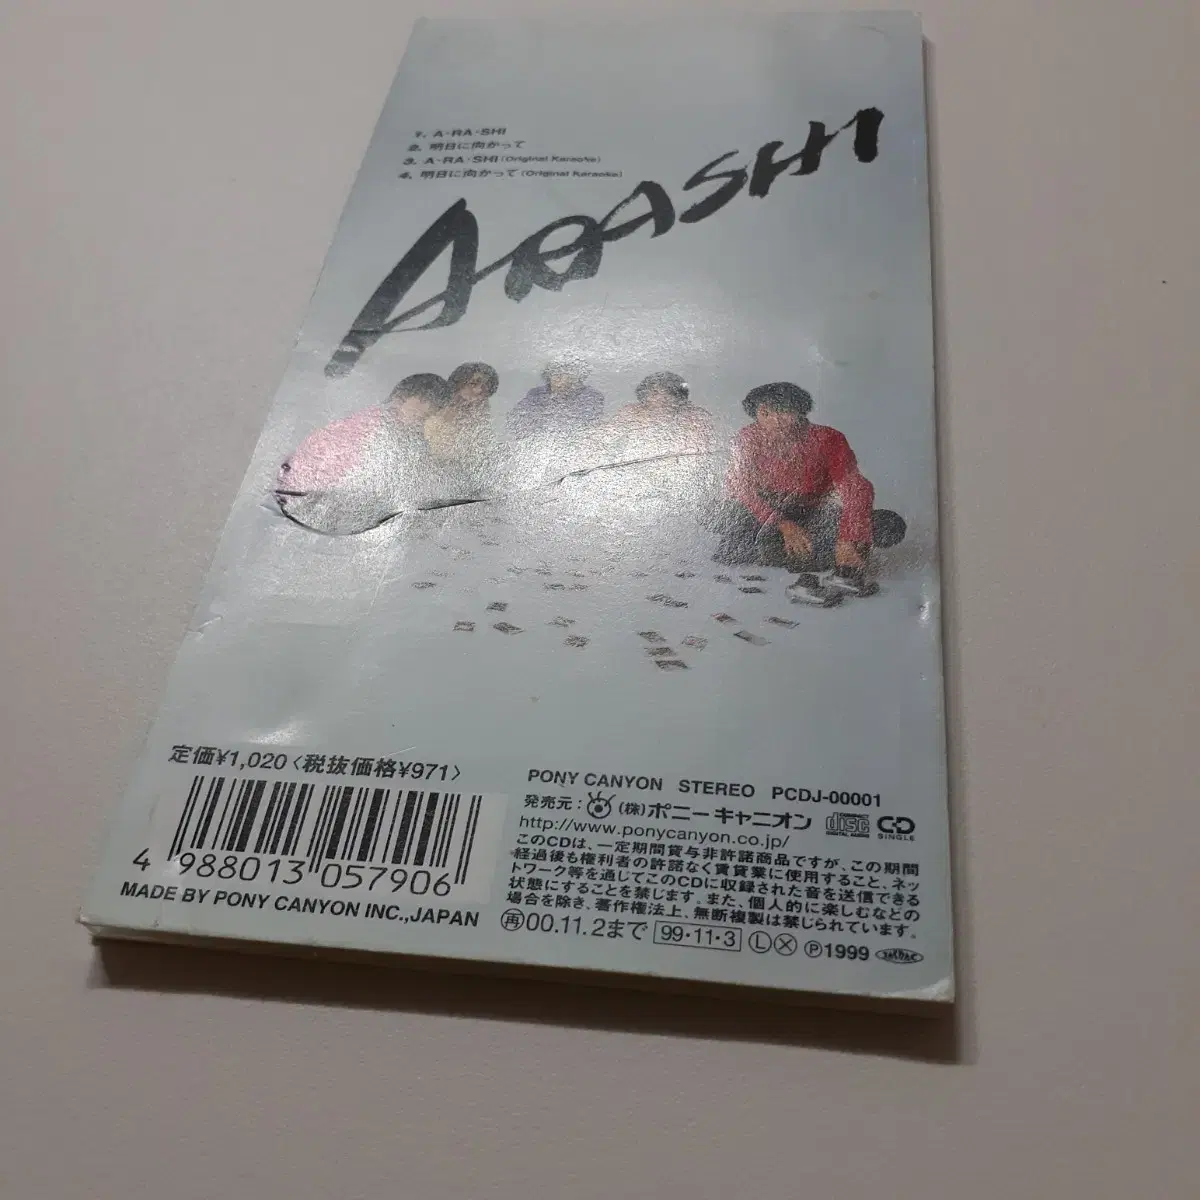 1. A・RA・SHI
2. 明日に向かって
3. A・RA・SHI (Original Karaoke)
4. 明日に向かって (Original Karaoke)
ARASHI
定価¥1,020〈税抜価格¥971〉
4 988013 057906
MADE BY PONY CANYON INC.,JAPAN
PONY CANYON STEREO PCDJ-00001
発売元: (株)ポニーキャニオン
COMPACT disc DIGITAL AUDIO CD SINGLE
http://www.ponycanyon.co.jp/
このCDは、一定期間貸与非許諾商品ですが、この期間
経過後も権利者の許諾なく賃貸業に使用すること、ネッ
トワーク等を通じてこのCDに収録された音を送信できる
状態にすることを禁じます。また、個人的に楽しむなどの
場合を除き、著作権法上、無断複製は禁じられています。
再00.11.2まで 99・11・3 L X ℗1999